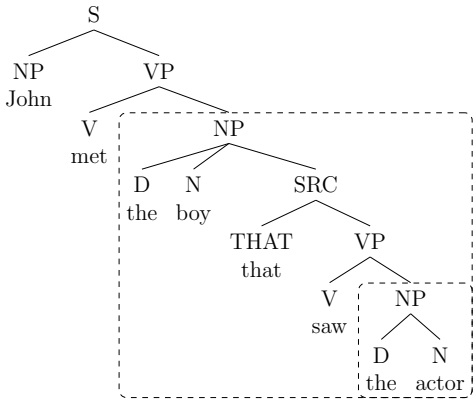 S
NP VP
John
V NP
met
D N SRC
the boy
THAT VP
that
V NP
saw
D N
the actor